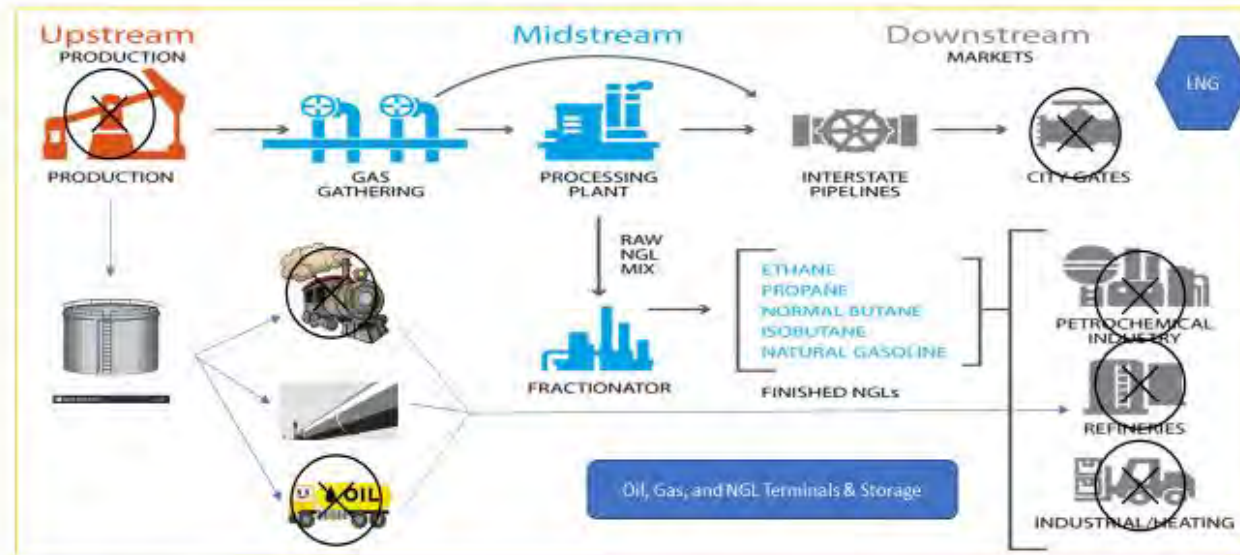 Upstream
PRODUCTION
Midstream
Downstream
MARKETS
LNG
PRODUCTION
GAS
GATHERING
PROCESSING
PLANT
INTERSTATE
PIPELINES
CITY GATES
RAW
NGL
MIX
ETHANE
PROPANE
NORMAL BUTANE
ISOBUTANE
NATURAL GASOLINE
FRACTIONATOR
FINISHED NGLs
PETROCHEMICAL
INDUSTRY
REFINERIES
INDUSTRIAL/HEATING
OIL
Oil, Gas, and NGL Terminals & Storage